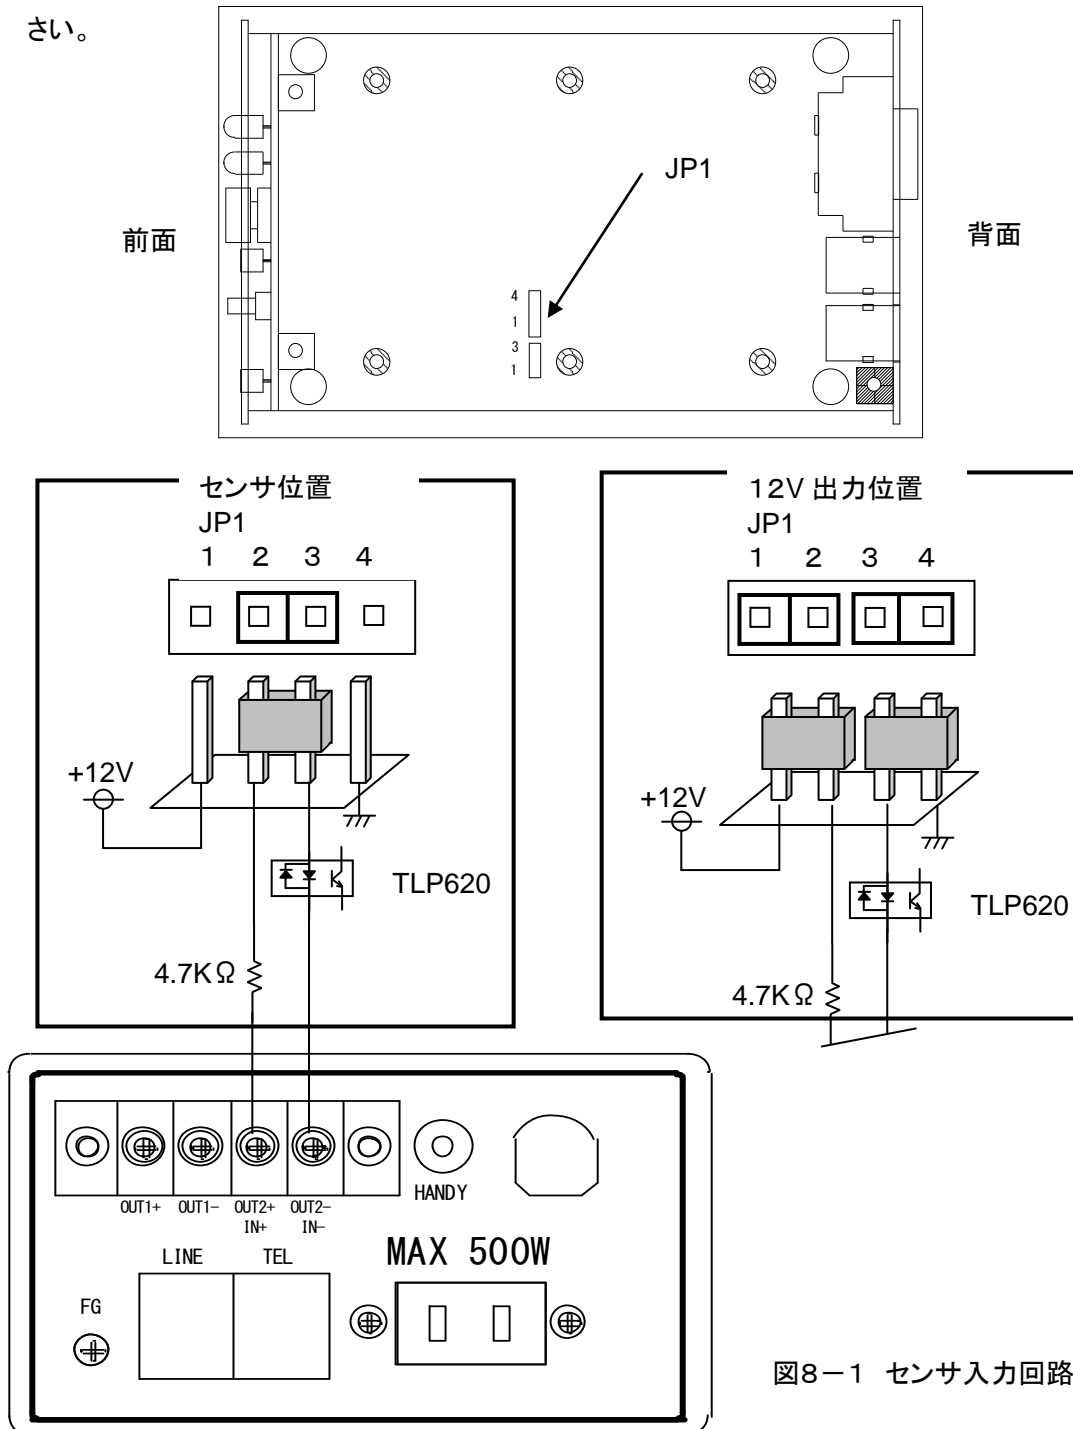 さい。
JP1
前面
背面
4
1
3
1
センサ位置
JP1
1 2 3 4
+12V
TLP620
4.7KΩ
12V 出力位置
JP1
1 2 3 4
+12V
TLP620
4.7KΩ
OUT1+ OUT1- OUT2+ OUT2-
IN+ IN-
HANDY
LINE TEL
MAX 500W
FG
図8－1 センサ入力回路